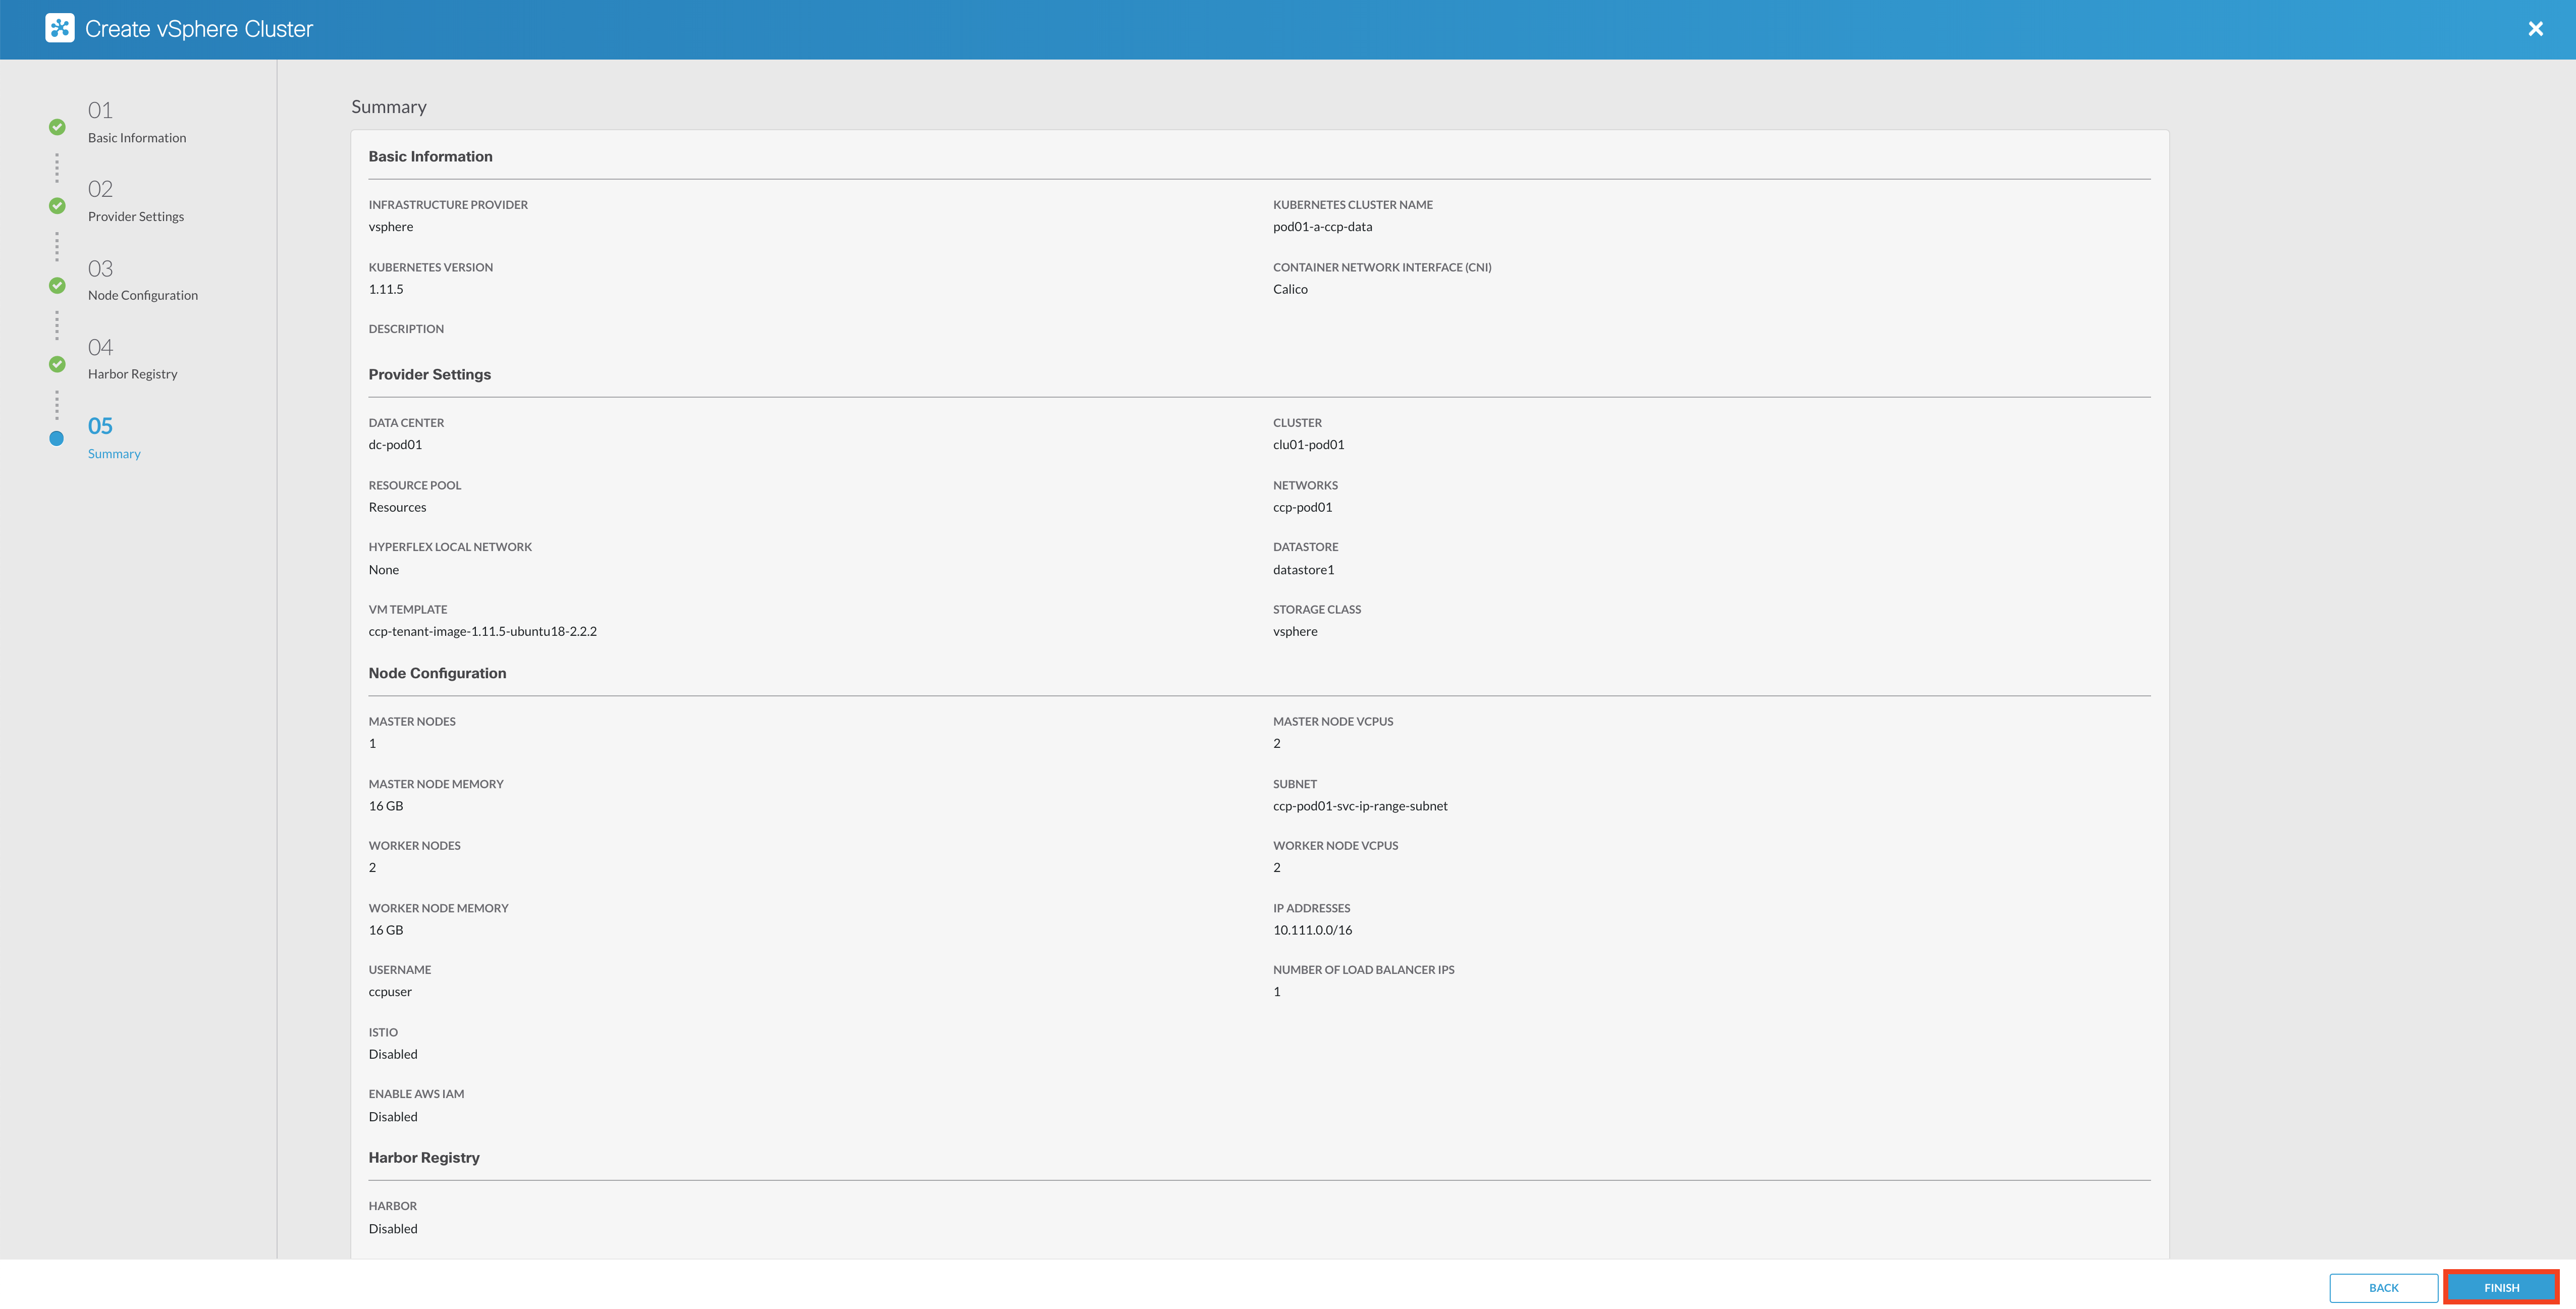 Create vSphere Cluster
01
Basic Information
02
Provider Settings
03
Node Configuration
04
Harbor Registry
05
Summary
Summary
Basic Information
INFRASTRUCTURE PROVIDER
vsphere
KUBERNETES CLUSTER NAME
pod01-a-ccp-data
KUBERNETES VERSION
1.11.5
CONTAINER NETWORK INTERFACE (CNI)
Calico
DESCRIPTION
Provider Settings
DATA CENTER
dc-pod01
CLUSTER
clu01-pod01
RESOURCE POOL
Resources
NETWORKS
ccp-pod01
HYPERFLEX LOCAL NETWORK
None
DATASTORE
datastore1
VM TEMPLATE
ccp-tenant-image-1.11.5-ubuntu18-2.2.2
STORAGE CLASS
vsphere
Node Configuration
MASTER NODES
1
MASTER NODE VCPUS
2
MASTER NODE MEMORY
16 GB
SUBNET
ccp-pod01-svc-ip-range-subnet
WORKER NODES
2
WORKER NODE VCPUS
2
WORKER NODE MEMORY
16 GB
IP ADDRESSES
10.111.0.0/16
USERNAME
ccpuser
NUMBER OF LOAD BALANCER IPS
1
ISTIO
Disabled
ENABLE AWS IAM
Disabled
Harbor Registry
HARBOR
Disabled
BACK
FINISH